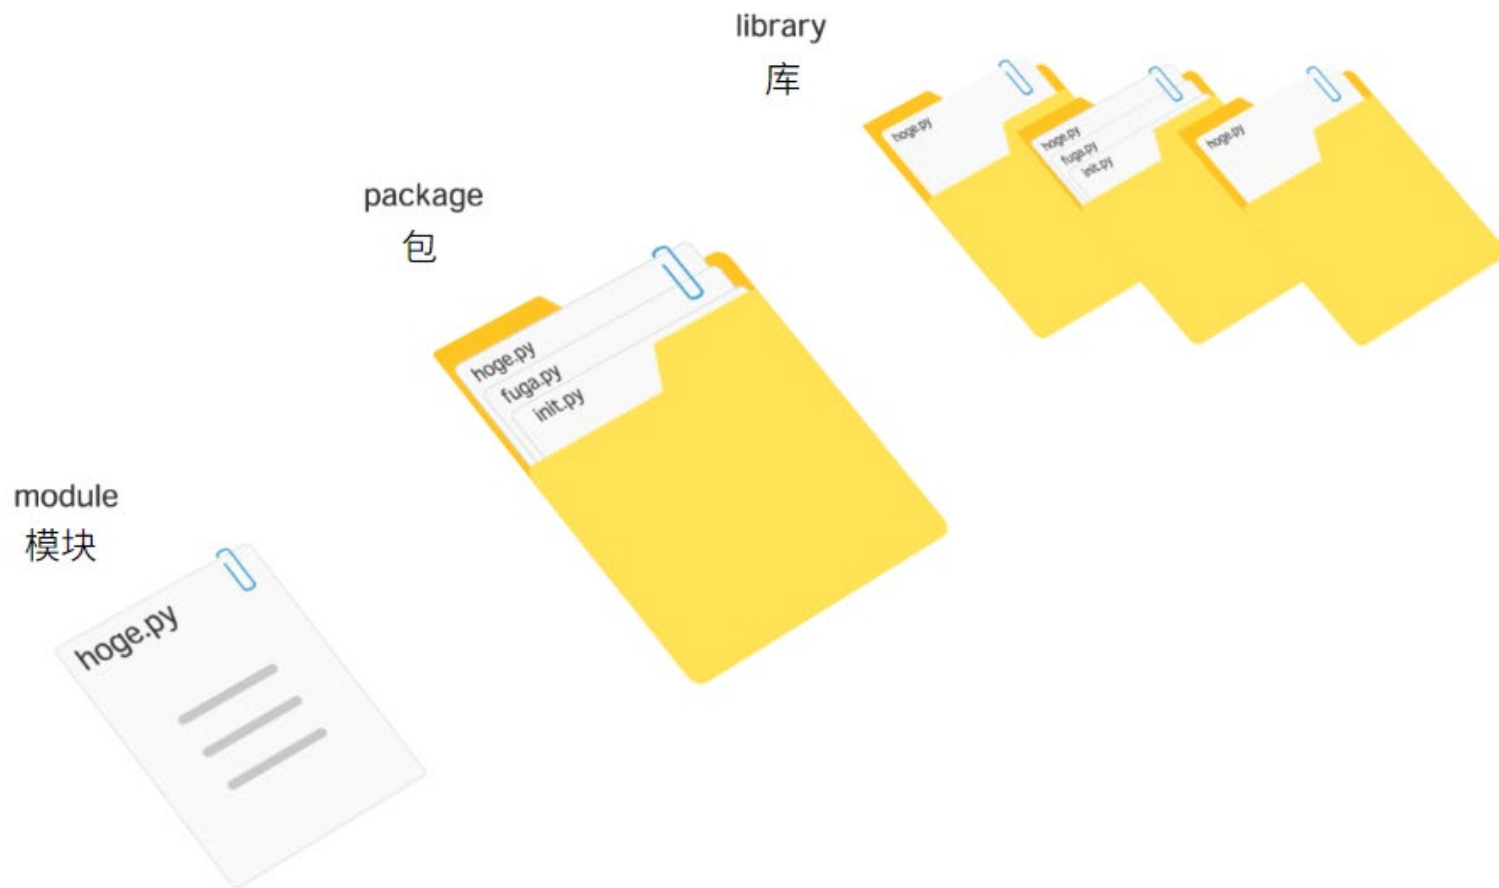 library
库
hoge.py
hoge.py
fuga.py
init.py
hoge.py
package
包
hoge.py
fuga.py
init.py
module
模块
hoge.py